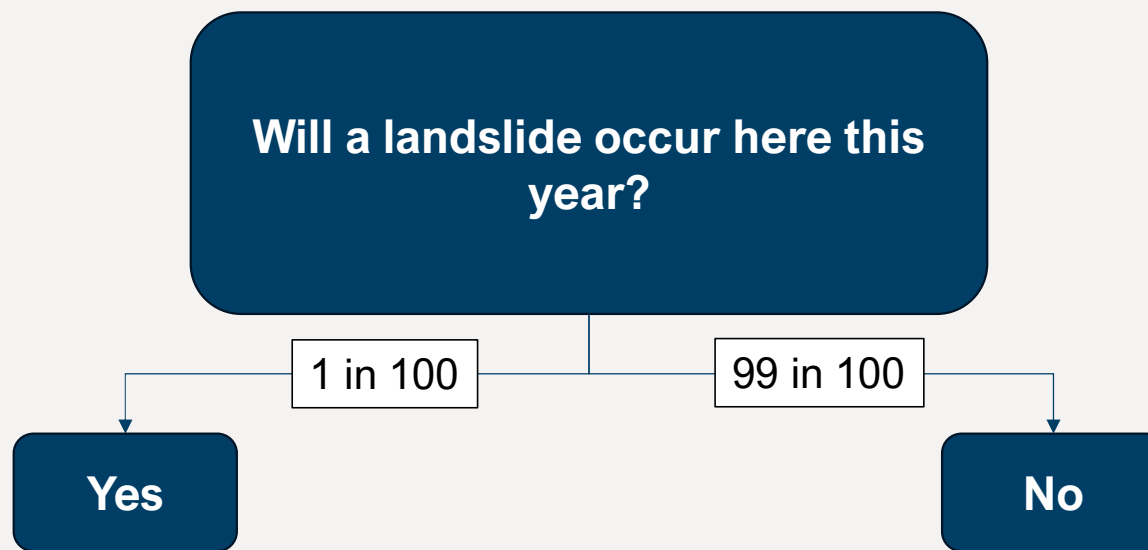 Will a landslide occur here this
year?
1 in 100
99 in 100
Yes
No